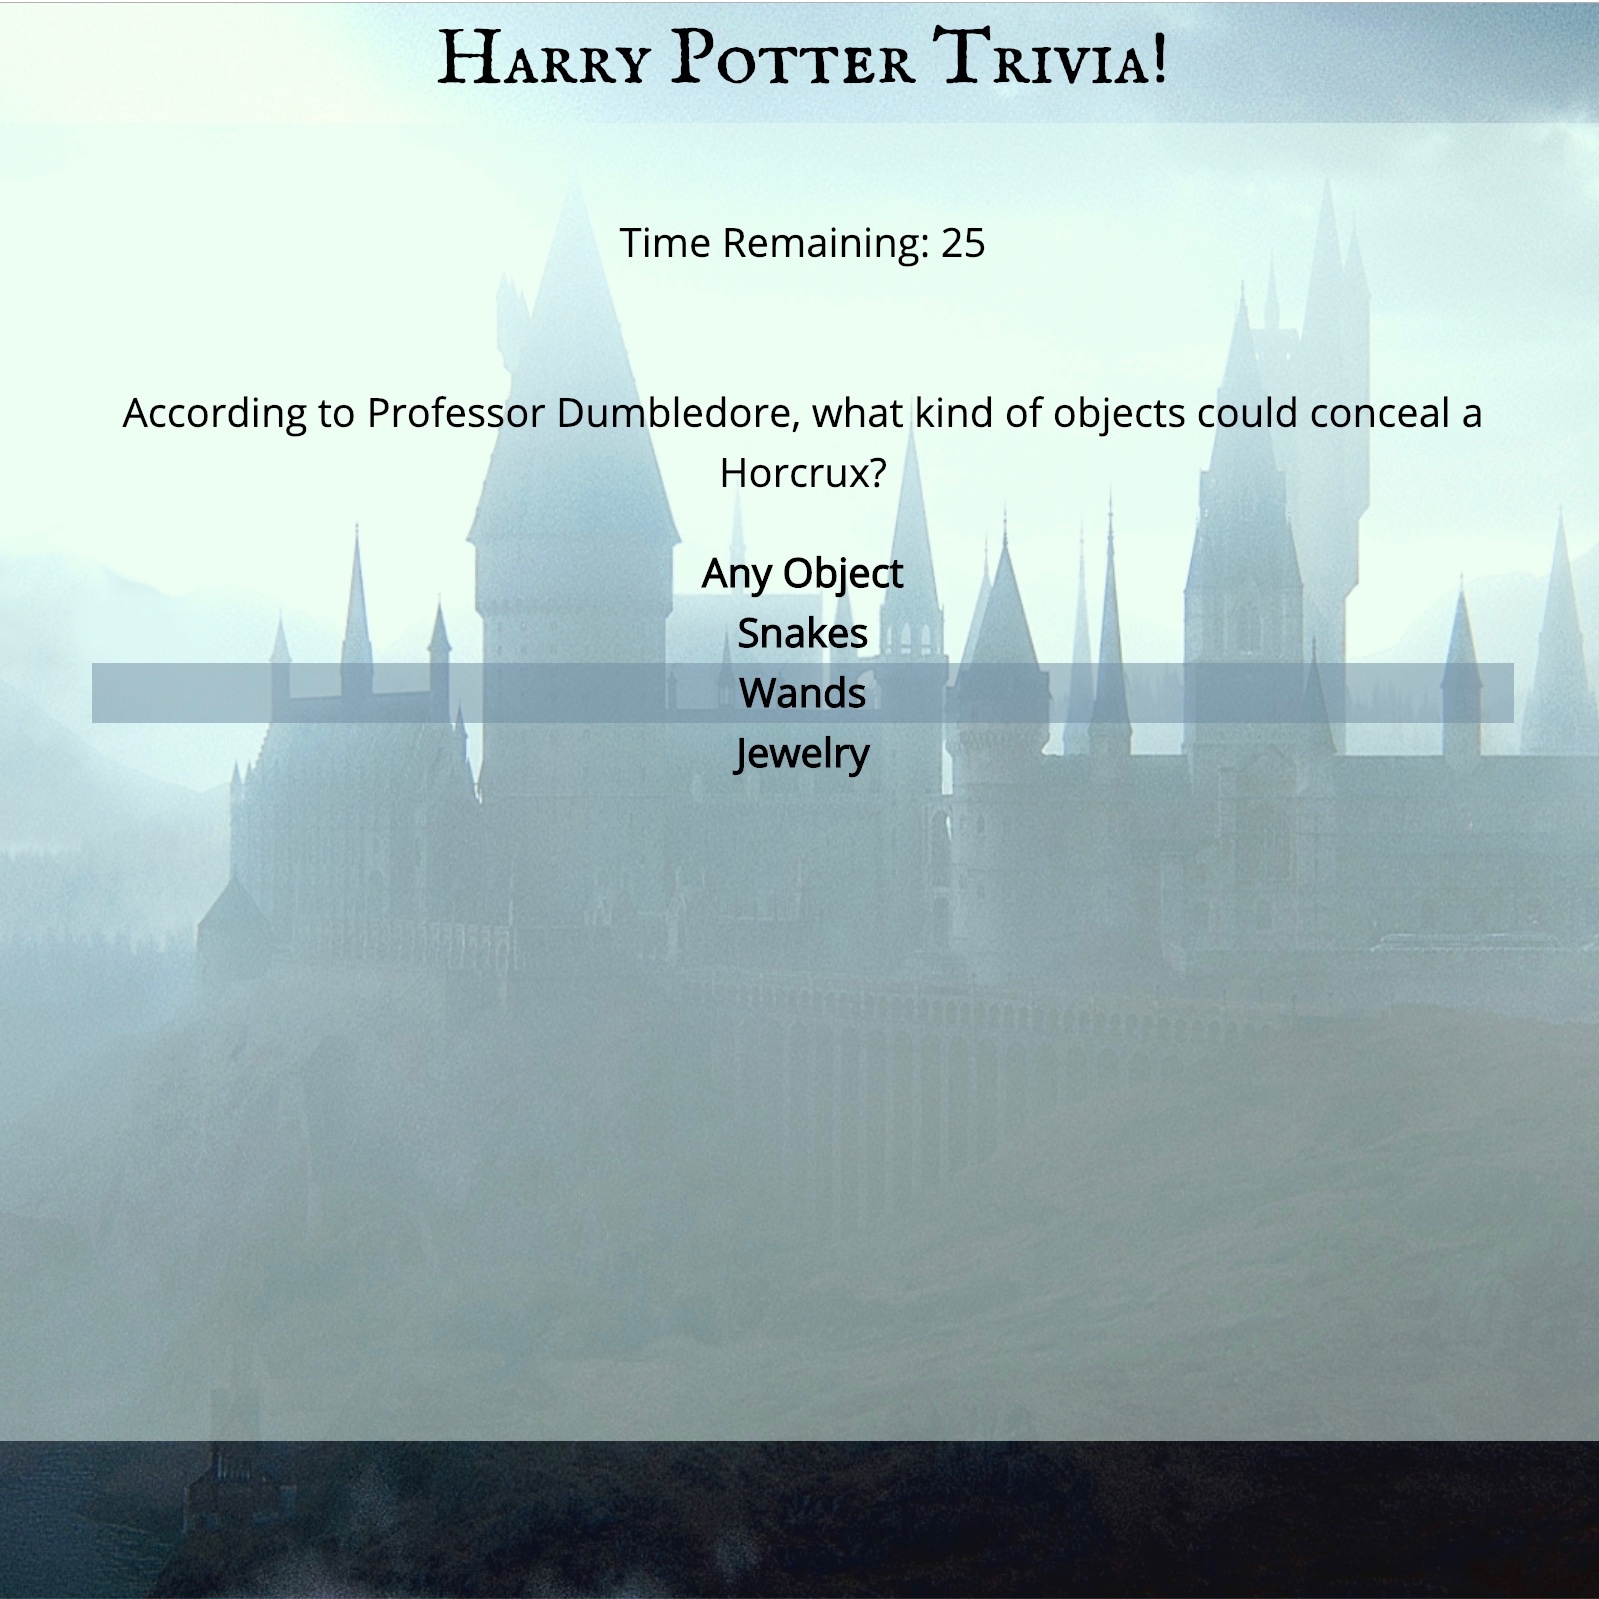 Harry Potter Trivia!
Time Remaining: 25
According to Professor Dumbledore, what kind of objects could conceal a
Horcrux?
Any Object
Snakes
Wands
Jewelry